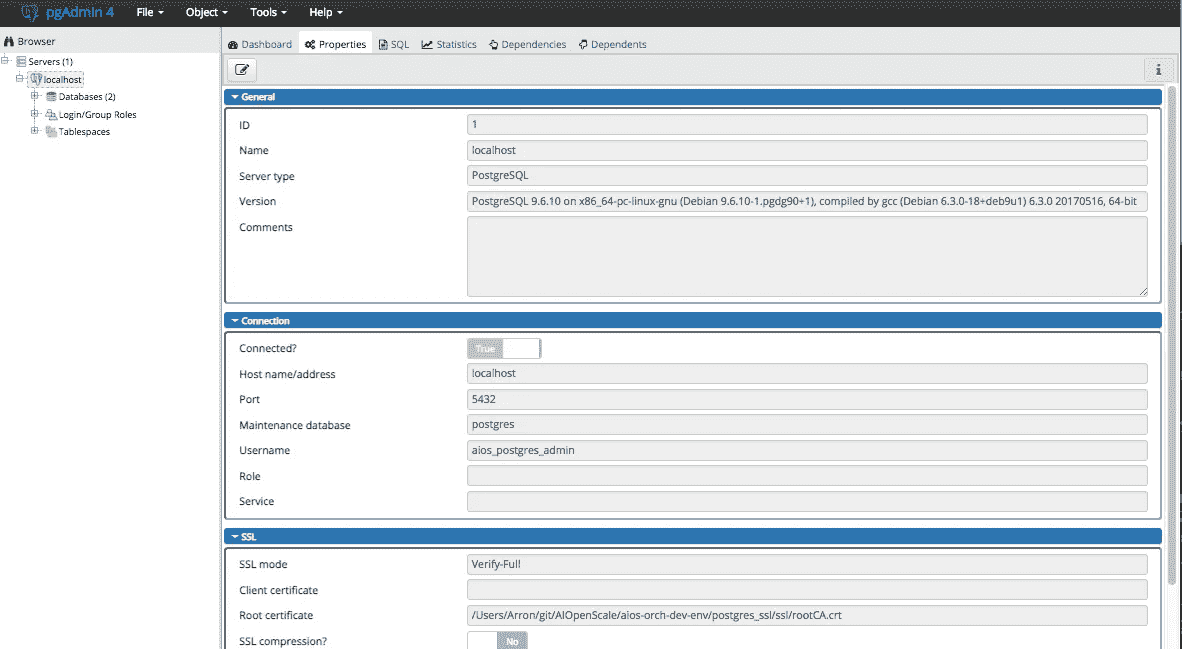 pgAdmin 4 File Object Tools Help
Browser
Servers (1)
localhost
Databases (2)
Login/Group Roles
Tablespaces
Dashboard Properties SQL Statistics Dependencies Dependents
i
General
ID 1
Name localhost
Server type PostgreSQL
Version PostgreSQL 9.6.10 on x86_64-pc-linux-gnu (Debian 9.6.10-1.pgdg90+1), compiled by gcc (Debian 6.3.0-18+deb9u1) 6.3.0 20170516, 64-bit
Comments
Connection
Connected? True
Host name/address localhost
Port 5432
Maintenance database postgres
Username aios_postgres_admin
Role
Service
SSL
SSL mode Verify-Full
Client certificate
Root certificate /Users/Arron/git/AIOpenScale/aios-orch-dev-env/postgres_ssl/ssl/rootCA.crt
SSL compression? No